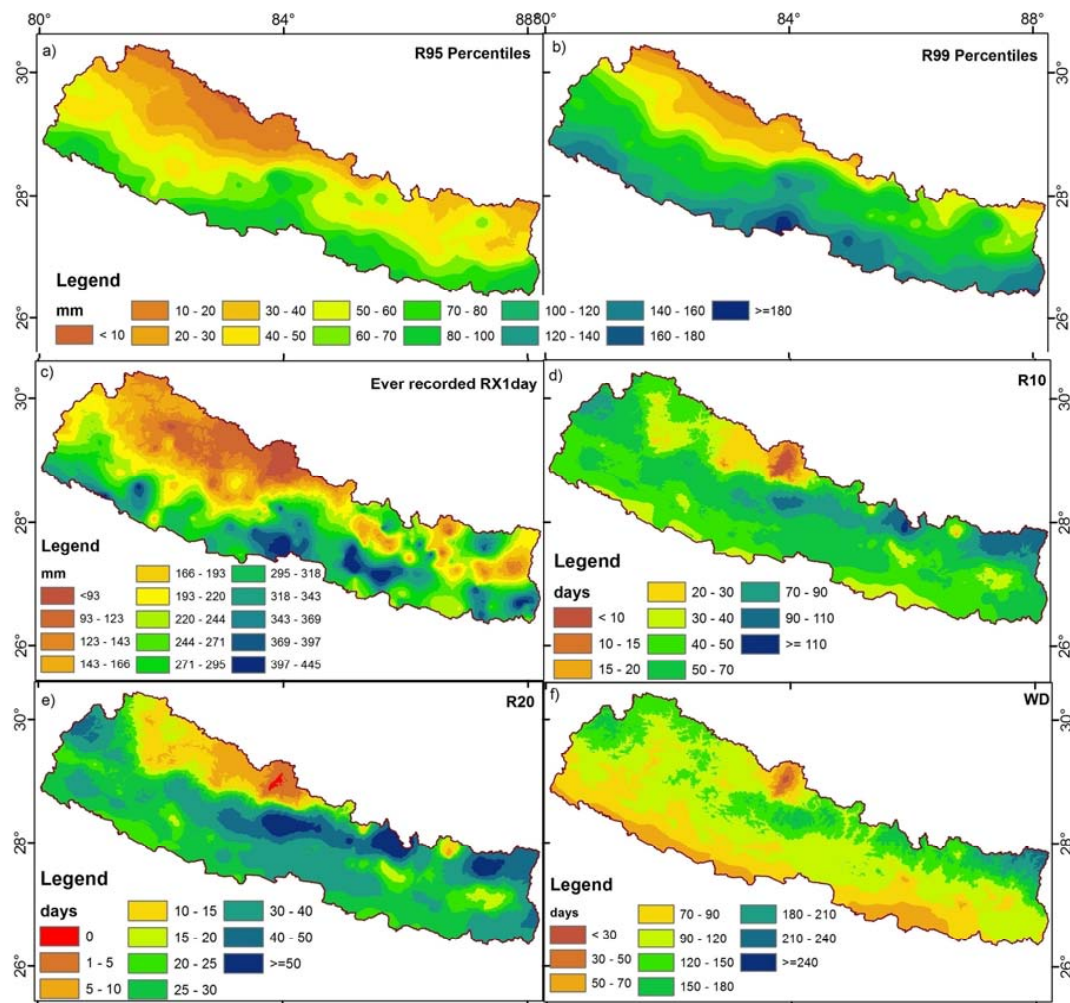 80° 84° 88°80° 84° 88°
a) R95 Percentiles
b) R99 Percentiles
30° 30°
28° 28°
26° 26°
Legend
mm
< 10
10 - 20
20 - 30
30 - 40
40 - 50
50 - 60
60 - 70
70 - 80
80 - 100
100 - 120
120 - 140
140 - 160
160 - 180
>=180
c) Ever recorded RX1day
30°
28°
26°
Legend
mm
<93
93 - 123
123 - 143
143 - 166
166 - 193
193 - 220
220 - 244
244 - 271
271 - 295
295 - 318
318 - 343
343 - 369
369 - 397
397 - 445
d) R10
30°
28°
26°
Legend
days
< 10
10 - 15
15 - 20
20 - 30
30 - 40
40 - 50
50 - 70
70 - 90
90 - 110
>= 110
e) R20
30°
28°
26°
Legend
days
0
1 - 5
5 - 10
10 - 15
15 - 20
20 - 25
25 - 30
30 - 40
40 - 50
>=50
f) WD
30°
28°
26°
Legend
days
< 30
30 - 50
50 - 70
70 - 90
90 - 120
120 - 150
150 - 180
180 - 210
210 - 240
>=240